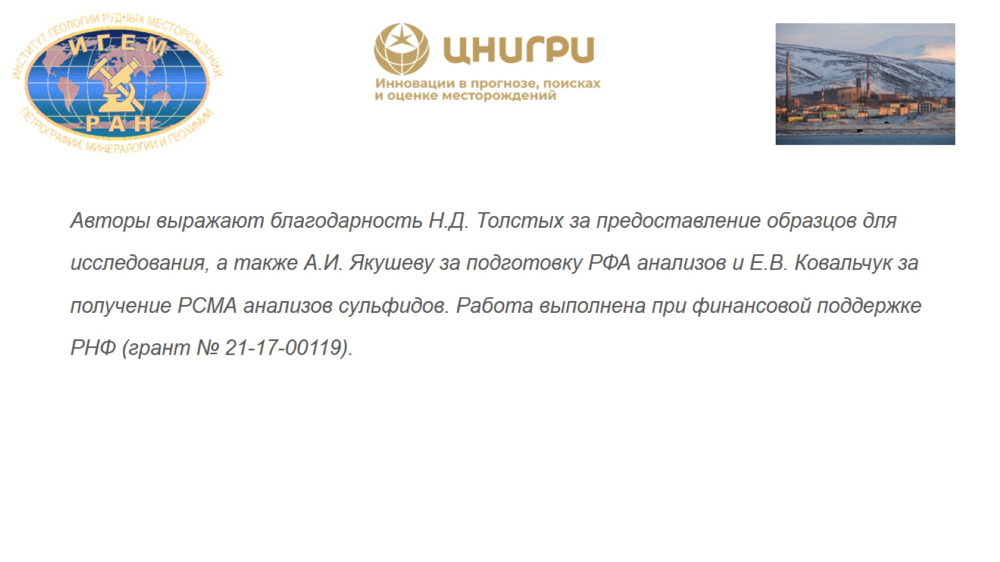 ИНСТИТУТ ГЕОЛОГИИ РУДНЫХ МЕСТОРОЖДЕНИЙ,
ИГЕМ
РАН
ПЕТРОГРАФИИ, МИНЕРАЛОГИИ И ГЕОХИМИИ
ЦНИГРИ
Инновации в прогнозе, поисках
и оценке месторождений
Авторы выражают благодарность Н.Д. Толстых за предоставление образцов для
исследования, а также А.И. Якушеву за подготовку РФА анализов и Е.В. Ковальчук за
получение РСМА анализов сульфидов. Работа выполнена при финансовой поддержке
РНФ (грант № 21-17-00119).